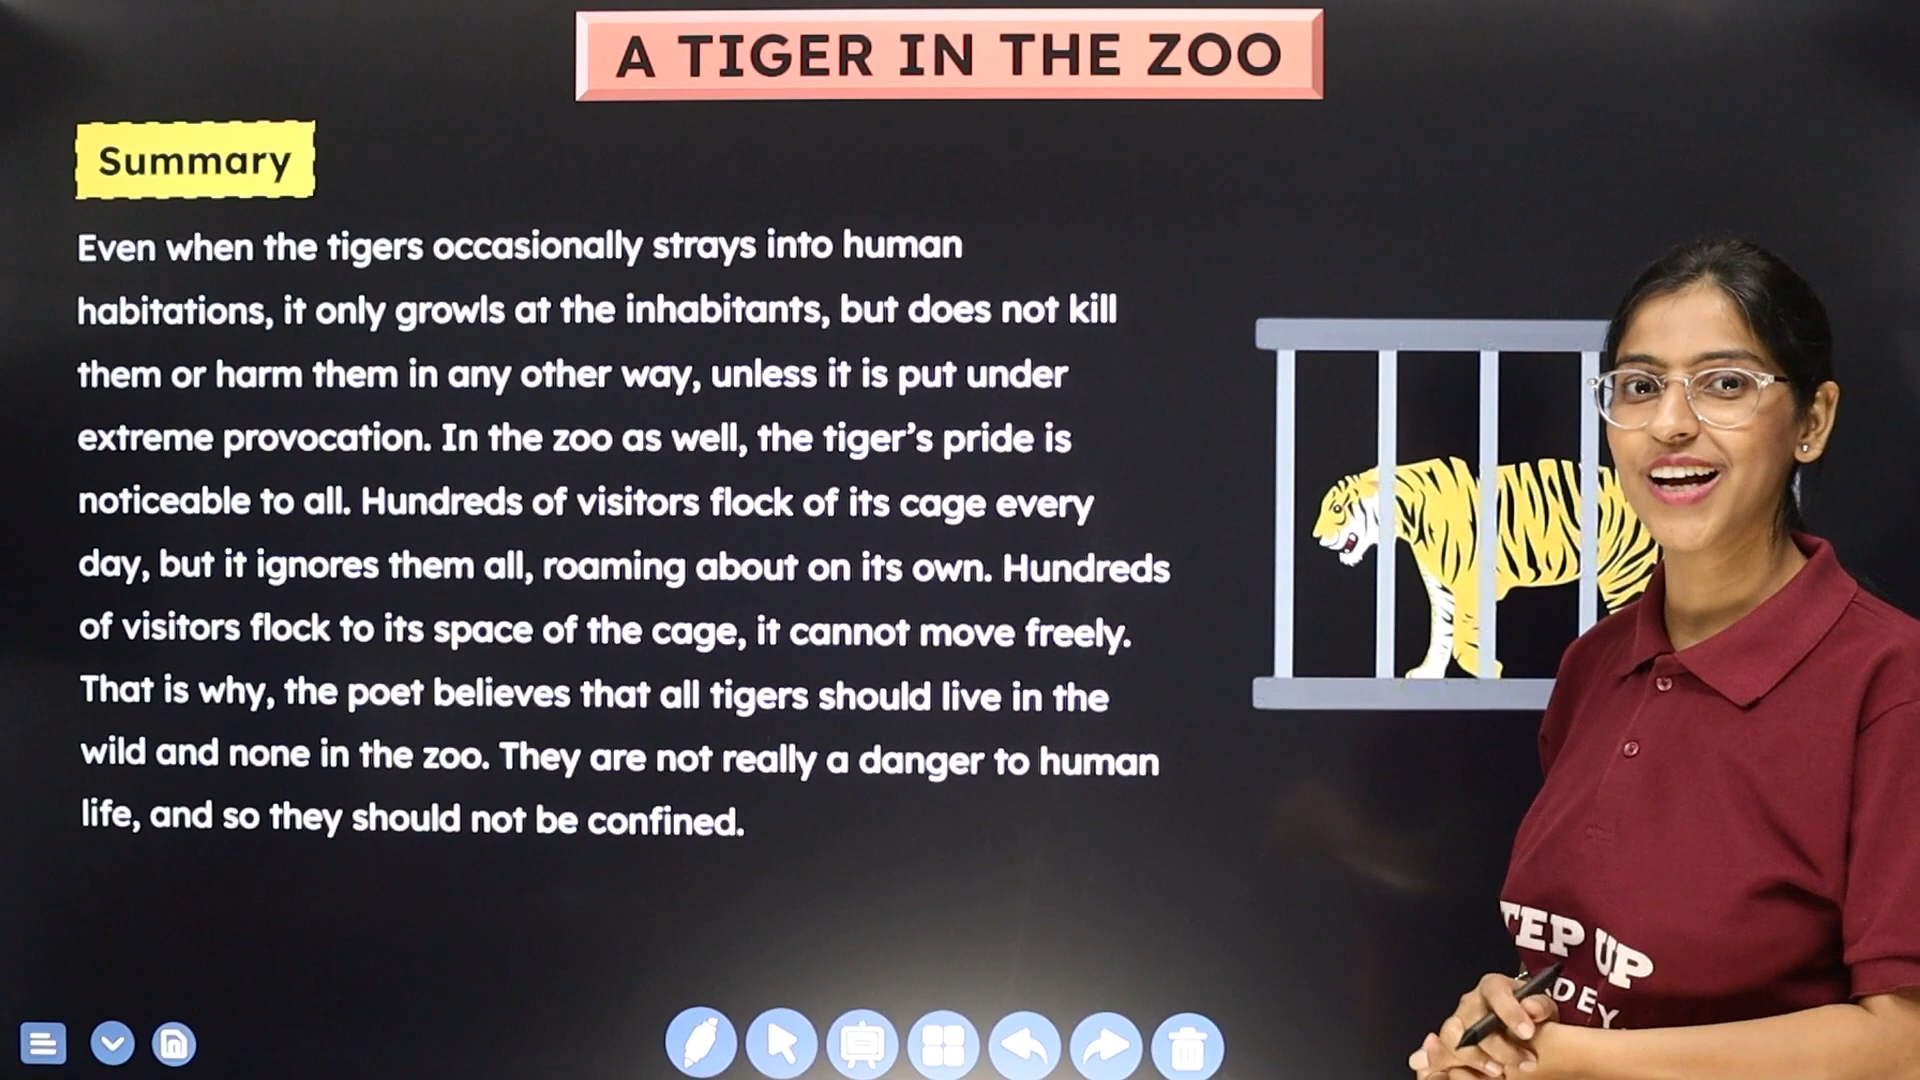 A TIGER IN THE ZOO
Summary
Even when the tigers occasionally strays into human
habitations, it only growls at the inhabitants, but does not kill
them or harm them in any other way, unless it is put under
extreme provocation. In the zoo as well, the tiger’s pride is
noticeable to all. Hundreds of visitors flock of its cage every
day, but it ignores them all, roaming about on its own. Hundreds
of visitors flock to its space of the cage, it cannot move freely.
That is why, the poet believes that all tigers should live in the
wild and none in the zoo. They are not really a danger to human
life, and so they should not be confined.
TEP UP
DEY